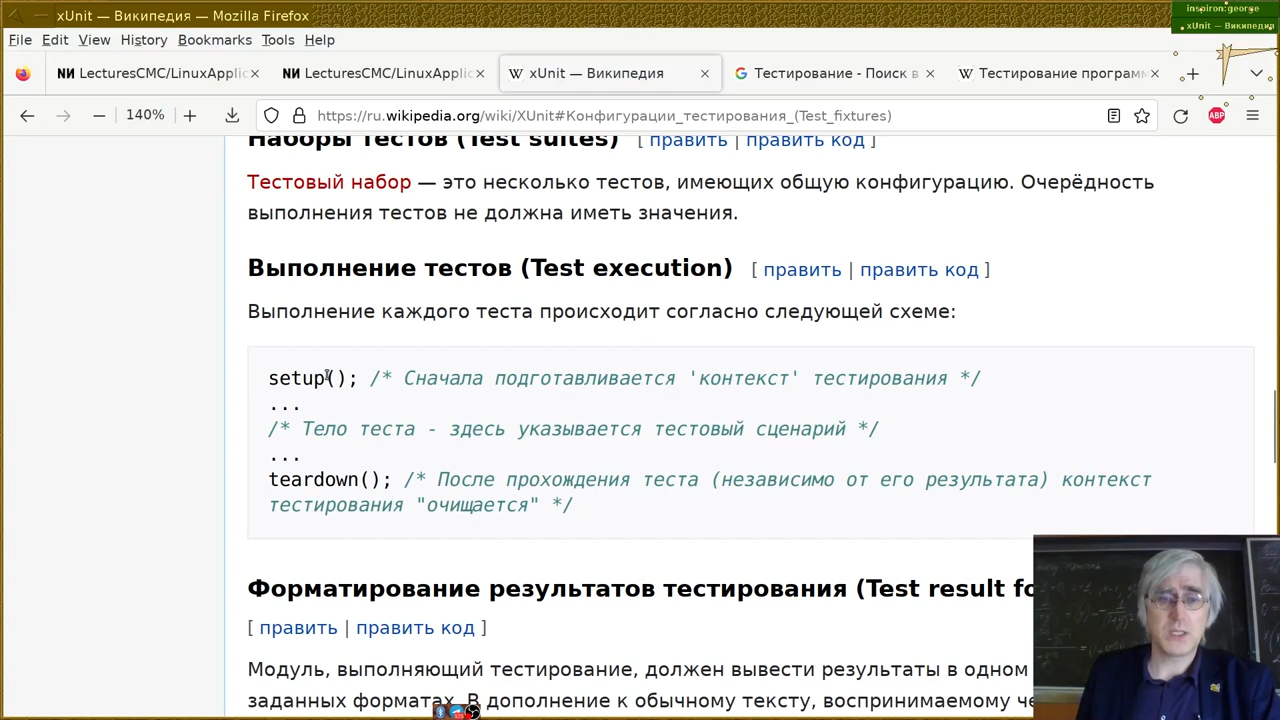 xUnit — Википедия — Mozilla Firefox
inspiron:george
xUnit — Википедия
File Edit View History Bookmarks Tools Help
LecturesCMC/LinuxApplic
LecturesCMC/LinuxApplic
xUnit — Википедия
Тестирование - Поиск в
Тестирование програм
140%
https://ru.wikipedia.org/wiki/XUnit#Конфигурации_тестирования_(Test_fixtures)
ABP
Наборы тестов (Test suites) [ править | править код ]
Тестовый набор — это несколько тестов, имеющих общую конфигурацию. Очерёдность
выполнения тестов не должна иметь значения.
Выполнение тестов (Test execution) [ править | править код ]
Выполнение каждого теста происходит согласно следующей схеме:
setup(); /* Сначала подготавливается 'контекст' тестирования */
...
/* Тело теста - здесь указывается тестовый сценарий */
...
teardown(); /* После прохождения теста (независимо от его результата) контекст
тестирования "очищается" */
Форматирование результатов тестирования (Test result fo
[ править | править код ]
Модуль, выполняющий тестирование, должен вывести результаты в одном
заданных форматах. В дополнение к обычному тексту, воспринимаемому че